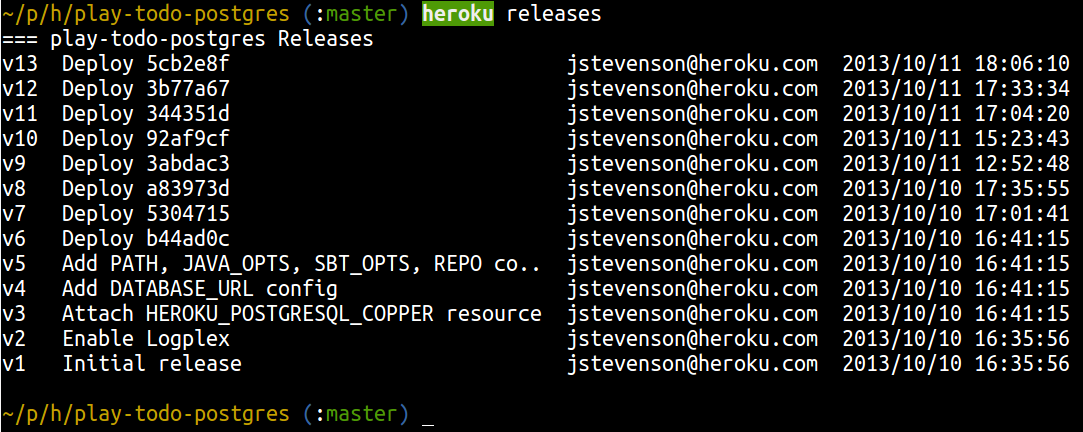 ~/p/h/play-todo-postgres (:master) heroku releases
=== play-todo-postgres Releases
v13  Deploy 5cb2e8f                            jstevenson@heroku.com  2013/10/11 18:06:10
v12  Deploy 3b77a67                            jstevenson@heroku.com  2013/10/11 17:33:34
v11  Deploy 344351d                            jstevenson@heroku.com  2013/10/11 17:04:20
v10  Deploy 92af9cf                            jstevenson@heroku.com  2013/10/11 15:23:43
v9   Deploy 3abdac3                            jstevenson@heroku.com  2013/10/11 12:52:48
v8   Deploy a83973d                            jstevenson@heroku.com  2013/10/10 17:35:55
v7   Deploy 5304715                            jstevenson@heroku.com  2013/10/10 17:01:41
v6   Deploy b44ad0c                            jstevenson@heroku.com  2013/10/10 16:41:15
v5   Add PATH, JAVA_OPTS, SBT_OPTS, REPO co..  jstevenson@heroku.com  2013/10/10 16:41:15
v4   Add DATABASE_URL config                   jstevenson@heroku.com  2013/10/10 16:41:15
v3   Attach HEROKU_POSTGRESQL_COPPER resource  jstevenson@heroku.com  2013/10/10 16:41:15
v2   Enable Logplex                            jstevenson@heroku.com  2013/10/10 16:35:56
v1   Initial release                           jstevenson@heroku.com  2013/10/10 16:35:56
~/p/h/play-todo-postgres (:master) _